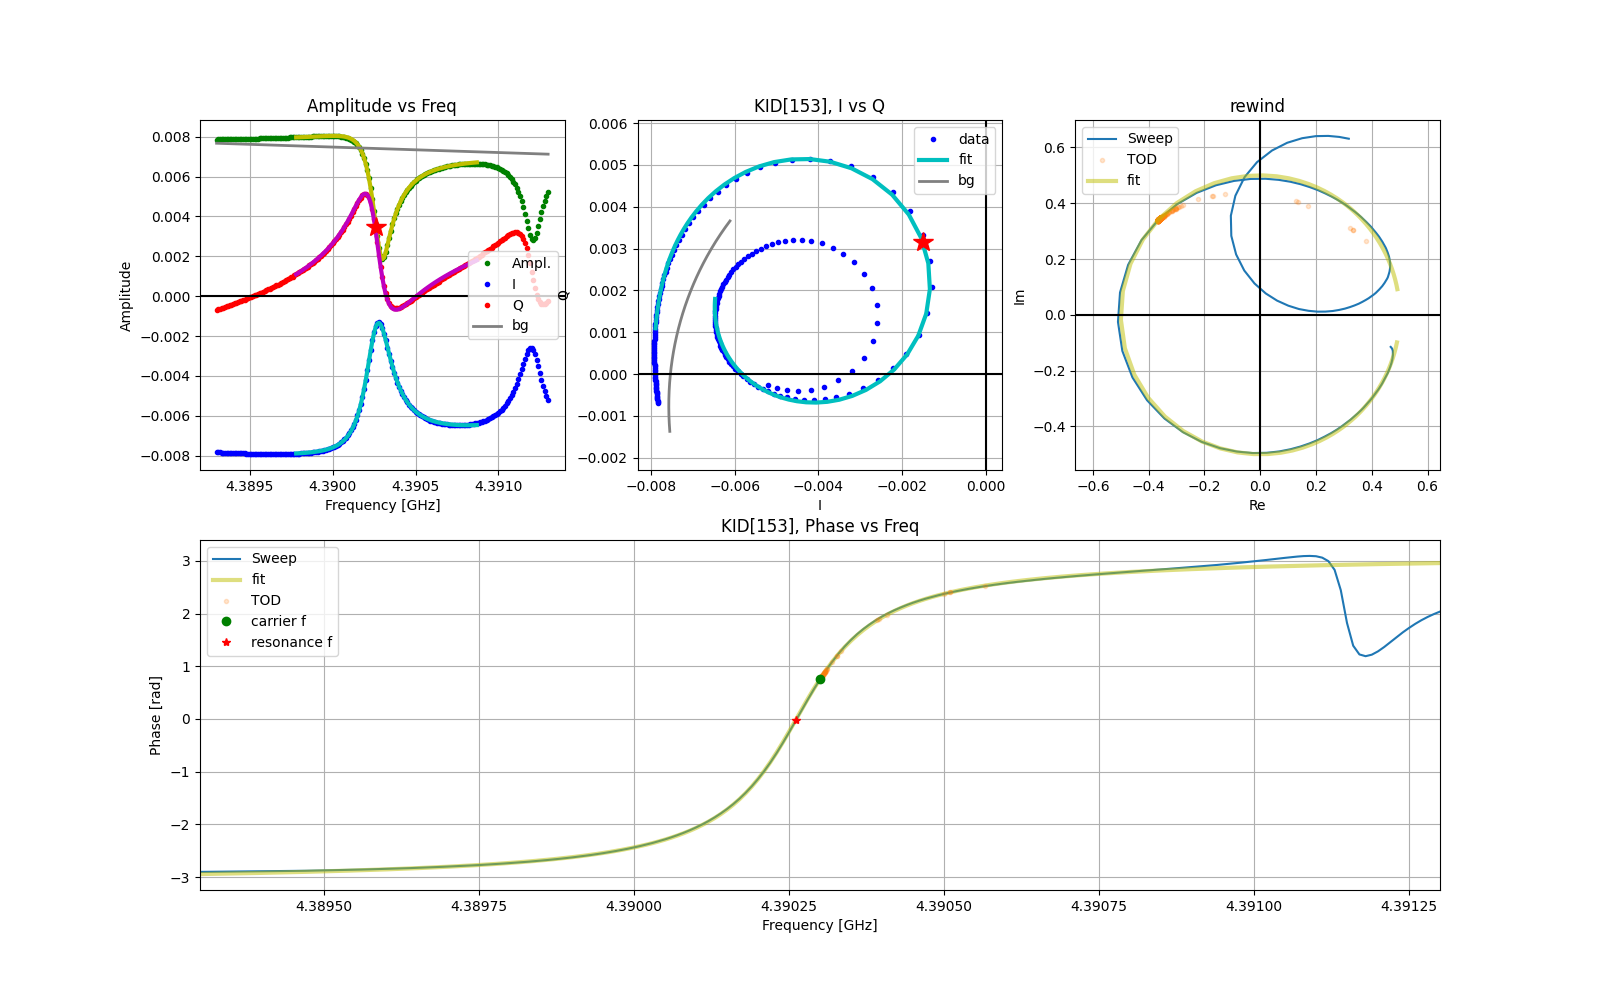 Amplitude vs Freq
Amplitude
0.008
0.006
0.004
0.002
0.000
−0.002
−0.004
−0.006
−0.008
4.3895
4.3900
4.3905
4.3910
Frequency [GHz]
Ampl.
I
Q
bg
KID[153], I vs Q
Q
0.006
0.005
0.004
0.003
0.002
0.001
0.000
−0.001
−0.002
−0.008
−0.006
−0.004
−0.002
0.000
I
data
fit
bg
rewind
Im
0.6
0.4
0.2
0.0
−0.2
−0.4
−0.6
−0.4
−0.2
0.0
0.2
0.4
0.6
Re
Sweep
TOD
fit
KID[153], Phase vs Freq
Phase [rad]
3
2
1
0
−1
−2
−3
4.38950
4.38975
4.39000
4.39025
4.39050
4.39075
4.39100
4.39125
Frequency [GHz]
Sweep
fit
TOD
carrier f
resonance f